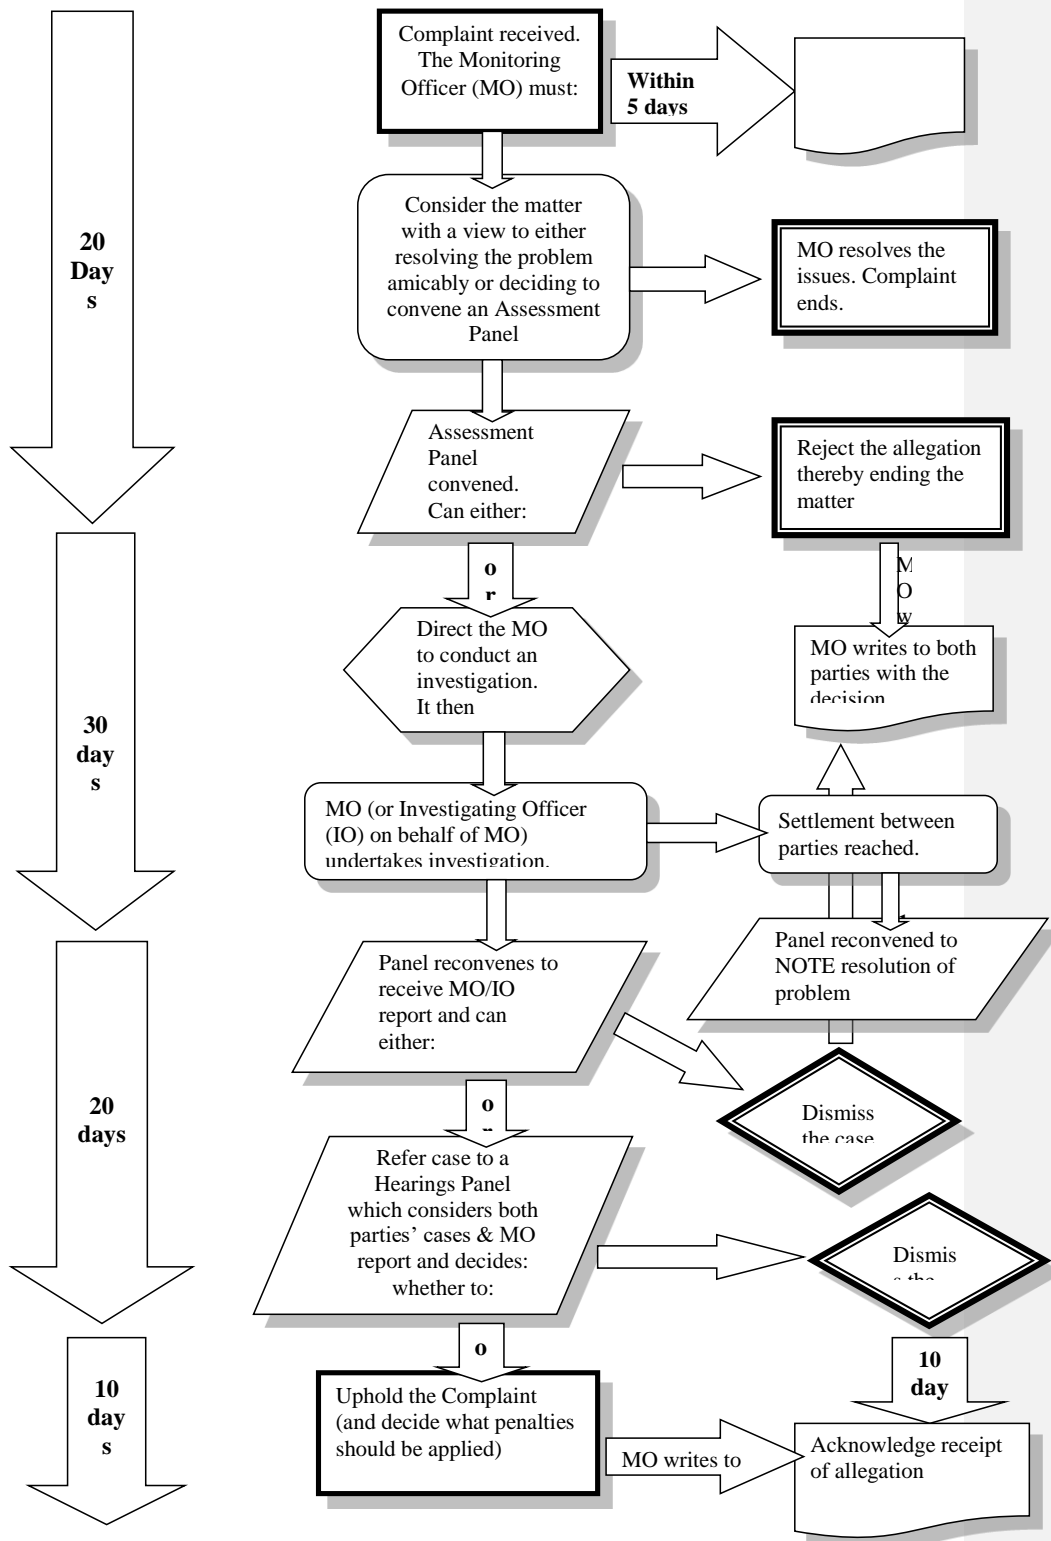 Complaint received.
The Monitoring
Officer (MO) must:
Within
5 days
20
Day
s
Consider the matter
with a view to either
resolving the problem
amicably or deciding to
convene an Assessment
Panel
MO resolves the
issues. Complaint
ends.
Assessment
Panel
convened.
Can either:
Reject the allegation
thereby ending the
matter
o
r
M
O
w
30
day
s
Direct the MO
to conduct an
investigation.
It then
MO writes to both
parties with the
decision
MO (or Investigating Officer
(IO) on behalf of MO)
undertakes investigation.
Settlement between
parties reached.
20
days
Panel reconvenes to
receive MO/IO
report and can
either:
Panel reconvened to
NOTE resolution of
problem
o
r
Dismiss
the case
Refer case to a
Hearings Panel
which considers both
parties’ cases & MO
report and decides:
whether to:
Dismis
s the
10
day
s
o
10
day
Uphold the Complaint
(and decide what penalties
should be applied)
MO writes to
Acknowledge receipt
of allegation